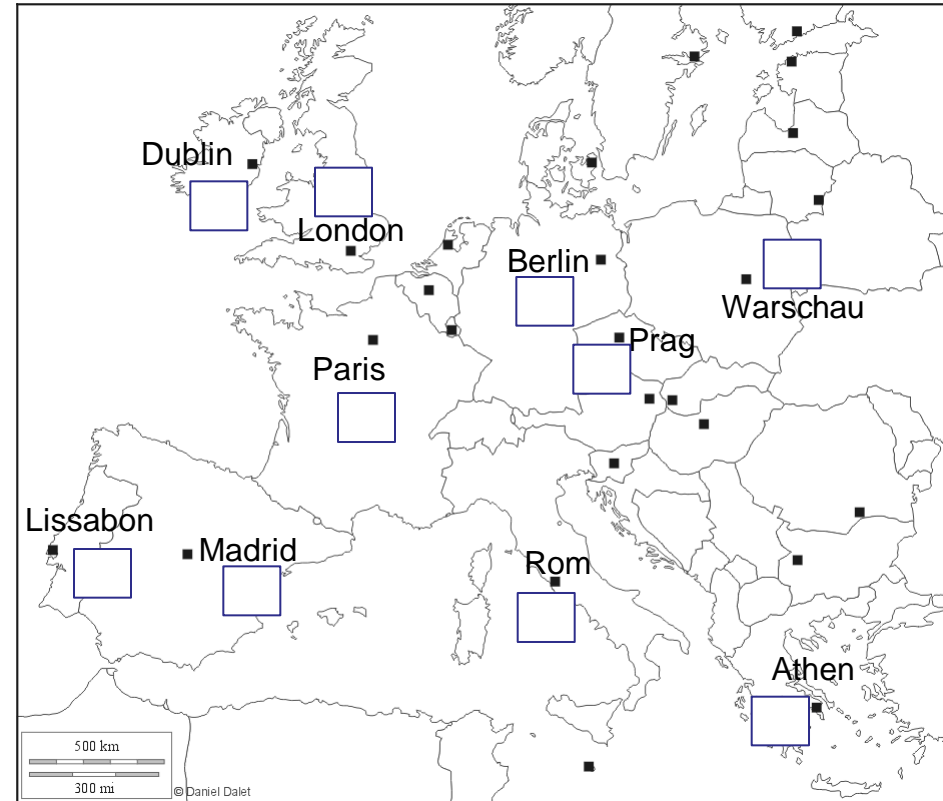 Dublin
London
Berlin
Warschau
Prag
Paris
Lissabon
Madrid
Rom
Athen
500 km
300 mi
© Daniel Dalet